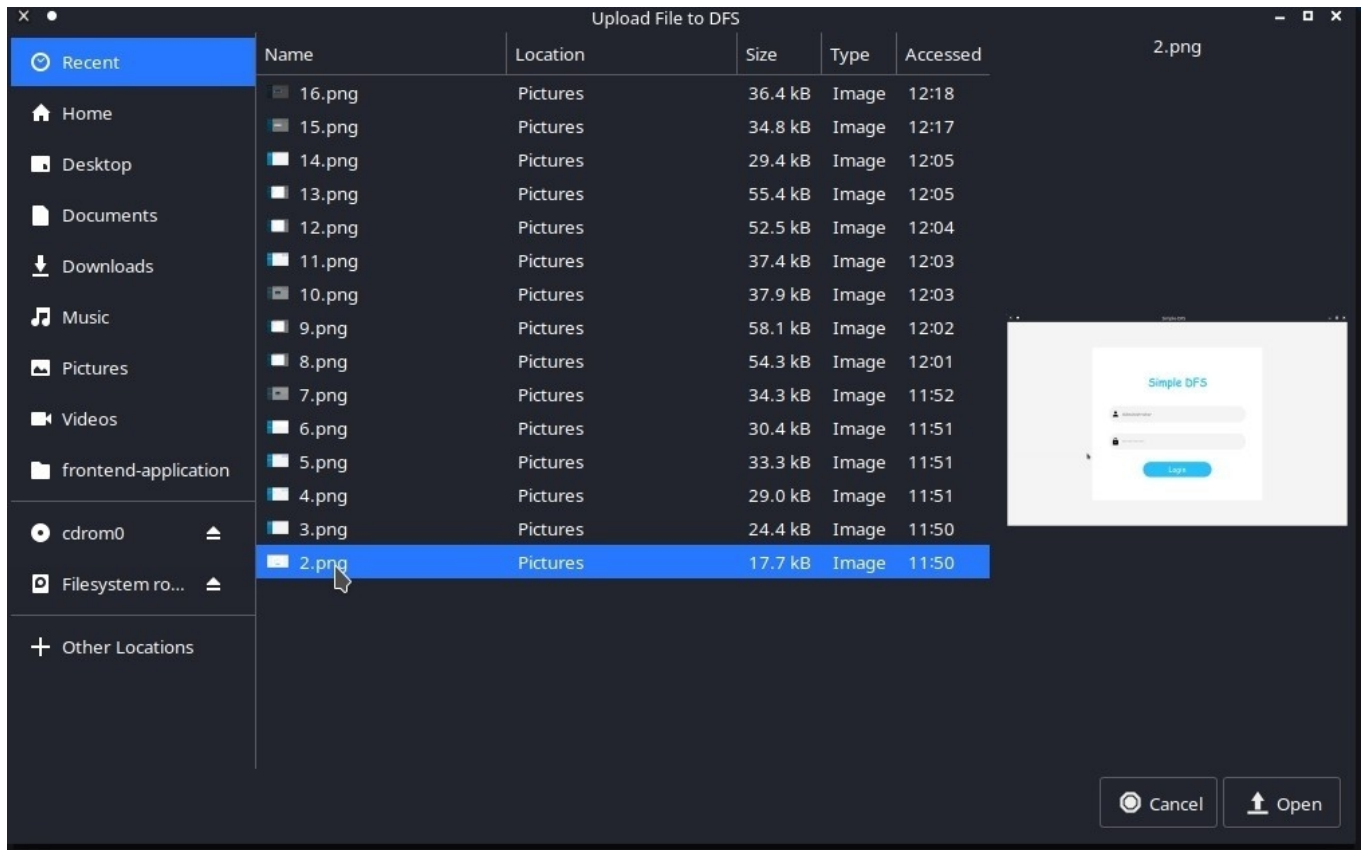 Upload File to DFS
Recent
Home
Desktop
Documents
Downloads
Music
Pictures
Videos
frontend-application
cdrom0
Filesystem ro...
Other Locations
Name Location Size Type Accessed
16.png Pictures 36.4 kB Image 12:18
15.png Pictures 34.8 kB Image 12:17
14.png Pictures 29.4 kB Image 12:05
13.png Pictures 55.4 kB Image 12:05
12.png Pictures 52.5 kB Image 12:04
11.png Pictures 37.4 kB Image 12:03
10.png Pictures 37.9 kB Image 12:03
9.png Pictures 58.1 kB Image 12:02
8.png Pictures 54.3 kB Image 12:01
7.png Pictures 34.3 kB Image 11:52
6.png Pictures 30.4 kB Image 11:51
5.png Pictures 33.3 kB Image 11:51
4.png Pictures 29.0 kB Image 11:51
3.png Pictures 24.4 kB Image 11:50
2.png Pictures 17.7 kB Image 11:50
2.png
Simple DFS
Simple DFS
Login
Cancel Open